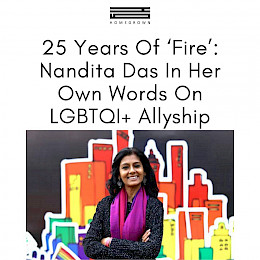 HOMEGROWN
25 Years Of ‘Fire’:
Nandita Das In Her
Own Words On
LGBTQI+ Allyship